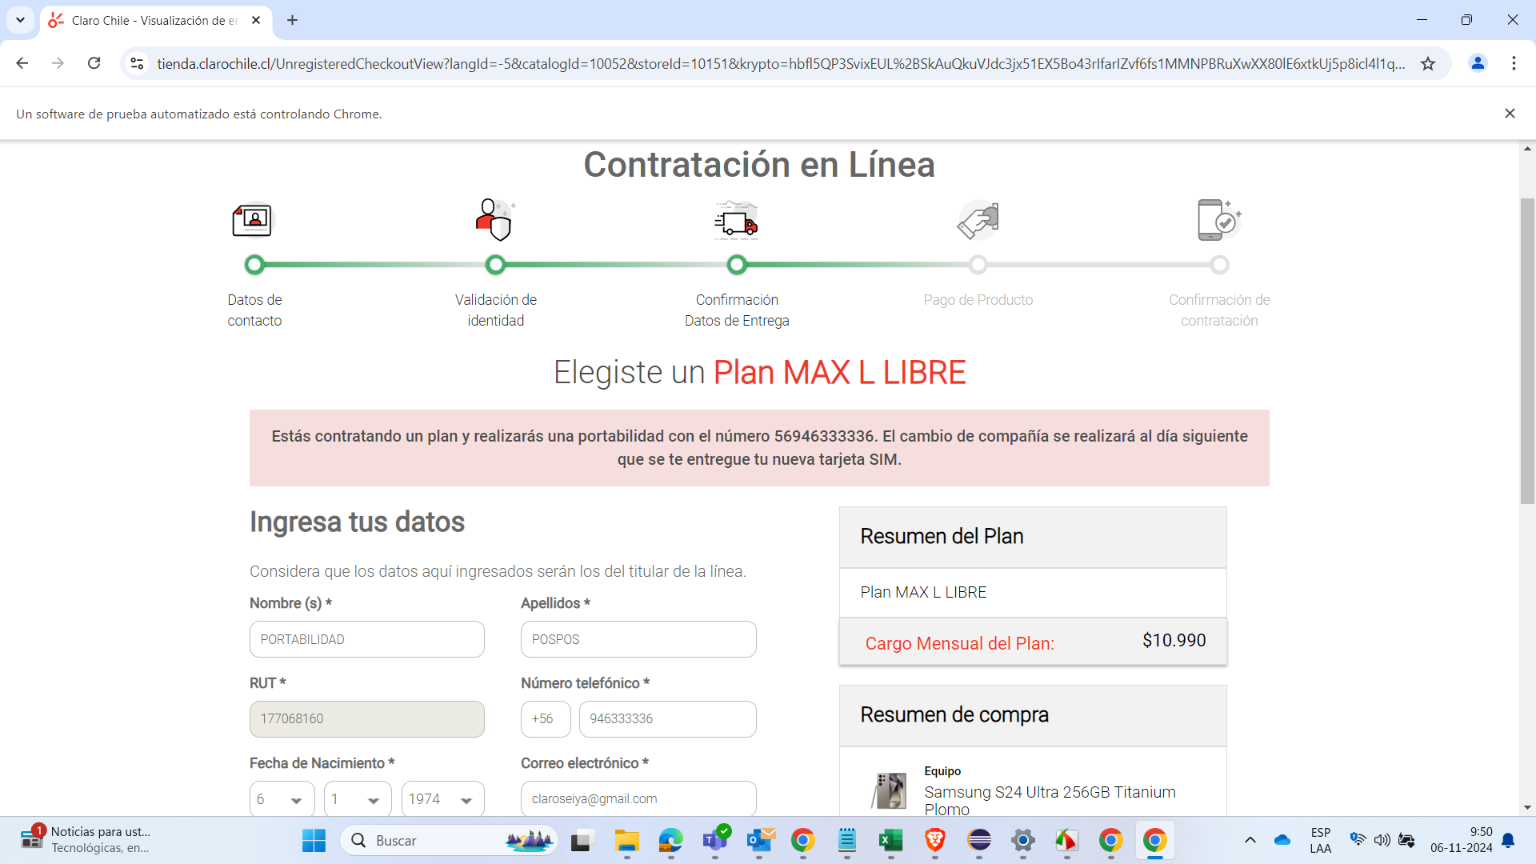 Claro Chile - Visualización de e
tienda.clarochile.cl/UnregisteredCheckoutView?langId=-5&catalogId=10052&storeId=10151&krypto=hbfl5QP3SvixEUL%2BSkAuQkuVJdc3jx51EX5Bo43rIfarIZvf6fs1MMNPBRuXwXX80lE6xtkUj5p8icl4l1q...
Un software de prueba automatizado está controlando Chrome.
Contratación en Línea
Datos de
contacto
Validación de
identidad
Confirmación
Datos de Entrega
Pago de Producto
Confirmación de
contratación
Elegiste un Plan MAX L LIBRE
Estás contratando un plan y realizarás una portabilidad con el número 56946333336. El cambio de compañía se realizará al día siguiente
que se te entregue tu nueva tarjeta SIM.
Ingresa tus datos
Considera que los datos aquí ingresados serán los del titular de la línea.
Nombre (s) *
Apellidos *
PORTABILIDAD
POSPOS
RUT *
Número telefónico *
177068160
+56
946333336
Fecha de Nacimiento *
Correo electrónico *
6
1
1974
claroseiya@gmail.com
Resumen del Plan
Plan MAX L LIBRE
Cargo Mensual del Plan:
$10.990
Resumen de compra
Equipo
Samsung S24 Ultra 256GB Titanium
Plomo
1
Noticias para ust...
Tecnológicas, en...
Buscar
ESP
LAA
9:50
06-11-2024